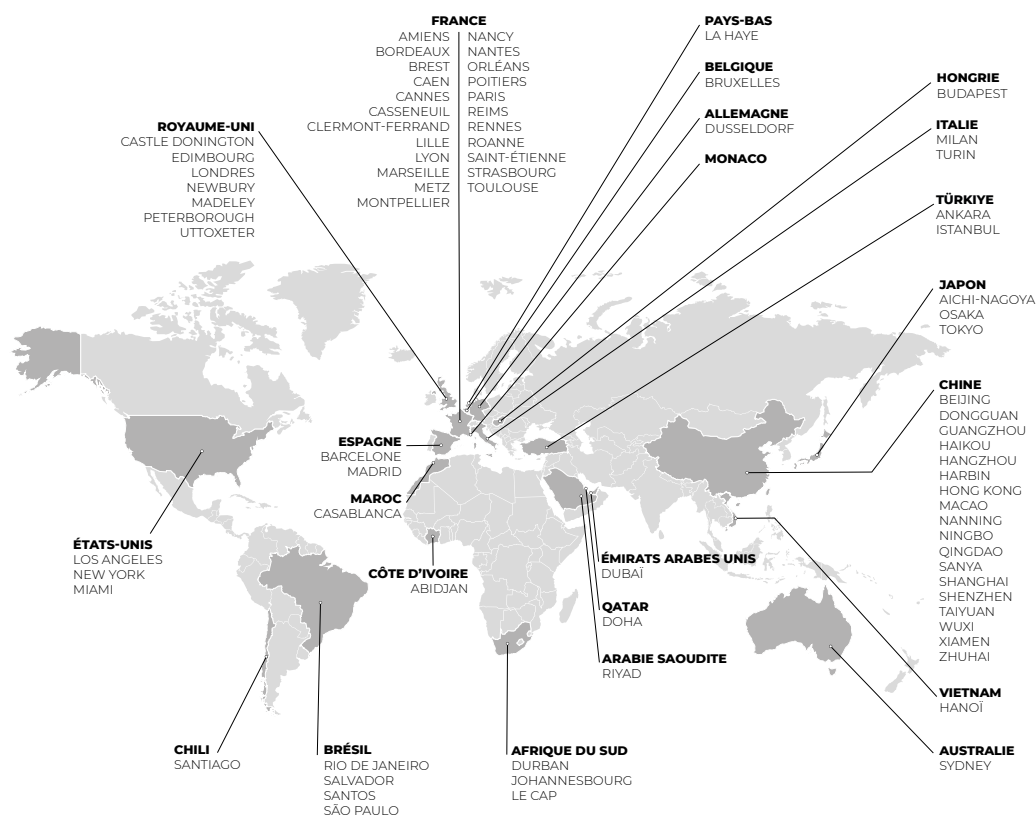 FRANCE
AMIENS
BORDEAUX
BREST
CAEN
CANNES
CASSENEUIL
CLERMONT-FERRAND
LILLE
LYON
MARSEILLE
METZ
MONTPELLIER
NANCY
NANTES
ORLÉANS
POITIERS
PARIS
REIMS
RENNES
ROANNE
SAINT-ÉTIENNE
STRASBOURG
TOULOUSE
PAYS-BAS
LA HAYE
BELGIQUE
BRUXELLES
ALLEMAGNE
DUSSELDORF
MONACO
HONGRIE
BUDAPEST
ITALIE
MILAN
TURIN
TÜRKIYE
ANKARA
ISTANBUL
ROYAUME-UNI
CASTLE DONINGTON
EDIMBOURG
LONDRES
NEWBURY
MADELEY
PETERBOROUGH
UTTOXETER
JAPON
AICHI-NAGOYA
OSAKA
TOKYO
CHINE
BEIJING
DONGGUAN
GUANGZHOU
HAIKOU
HANGZHOU
HARBIN
HONG KONG
MACAO
NANNING
NINGBO
QINGDAO
SANYA
SHANGHAI
SHENZHEN
TAIYUAN
WUXI
XIAMEN
ZHUHAI
ESPAGNE
BARCELONE
MADRID
MAROC
CASABLANCA
ÉTATS-UNIS
LOS ANGELES
NEW YORK
MIAMI
CÔTE D'IVOIRE
ABIDJAN
ÉMIRATS ARABES UNIS
DUBAÏ
QATAR
DOHA
ARABIE SAOUDITE
RIYAD
VIETNAM
HANOÏ
CHILI
SANTIAGO
BRÉSIL
RIO DE JANEIRO
SALVADOR
SANTOS
SÃO PAULO
AFRIQUE DU SUD
DURBAN
JOHANNESBOURG
LE CAP
AUSTRALIE
SYDNEY